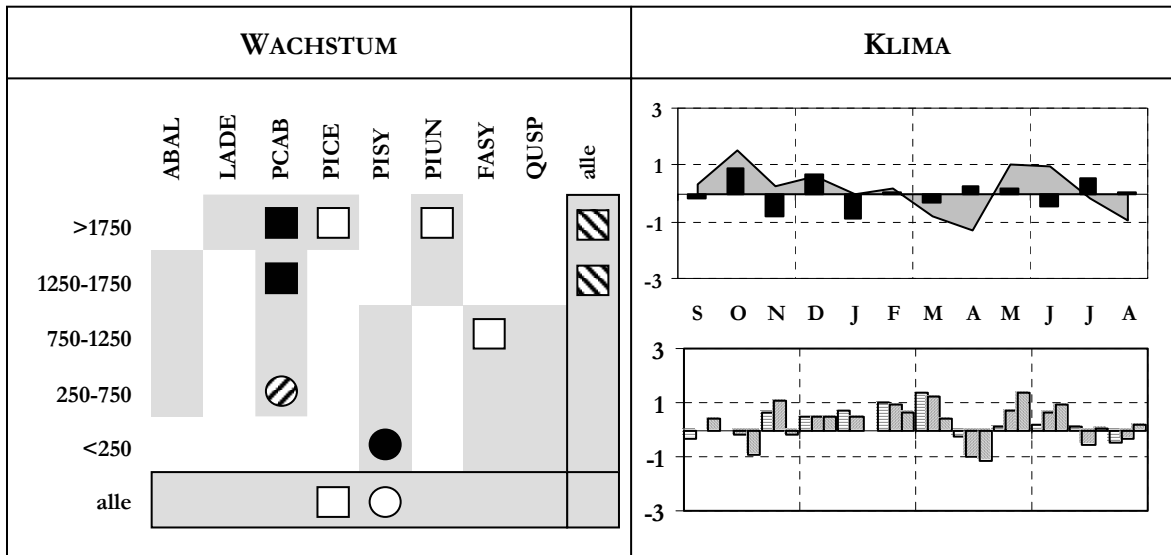 WACHSTUM
KLIMA
ABAL LADE PCAB PICE PISY PIUN FASY QUSP alle
>1750
1250-1750
750-1250
250-750
<250
alle
3
1
-1
-3
S O N D J F M A M J J A
3
1
-1
-3